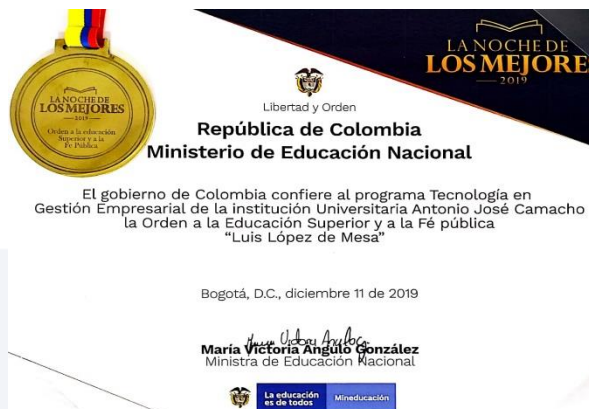 LA NOCHE DE
LOS MEJORES
2019
Orden a la educación
Superior y a la
Fe Pública
LA NOCHE DE
LOS MEJORE
2019
Libertad y Orden
República de Colombia
Ministerio de Educación Nacional
El gobierno de Colombia confiere al programa Tecnología en
Gestión Empresarial de la institución Universitaria Antonio José Camacho
la Orden a la Educación Superior y a la Fé pública
“Luis López de Mesa”
Bogotá, D.C., diciembre 11 de 2019
María Victoria Angulo González
Ministra de Educación Nacional
La educación
es de todos
Mineducación